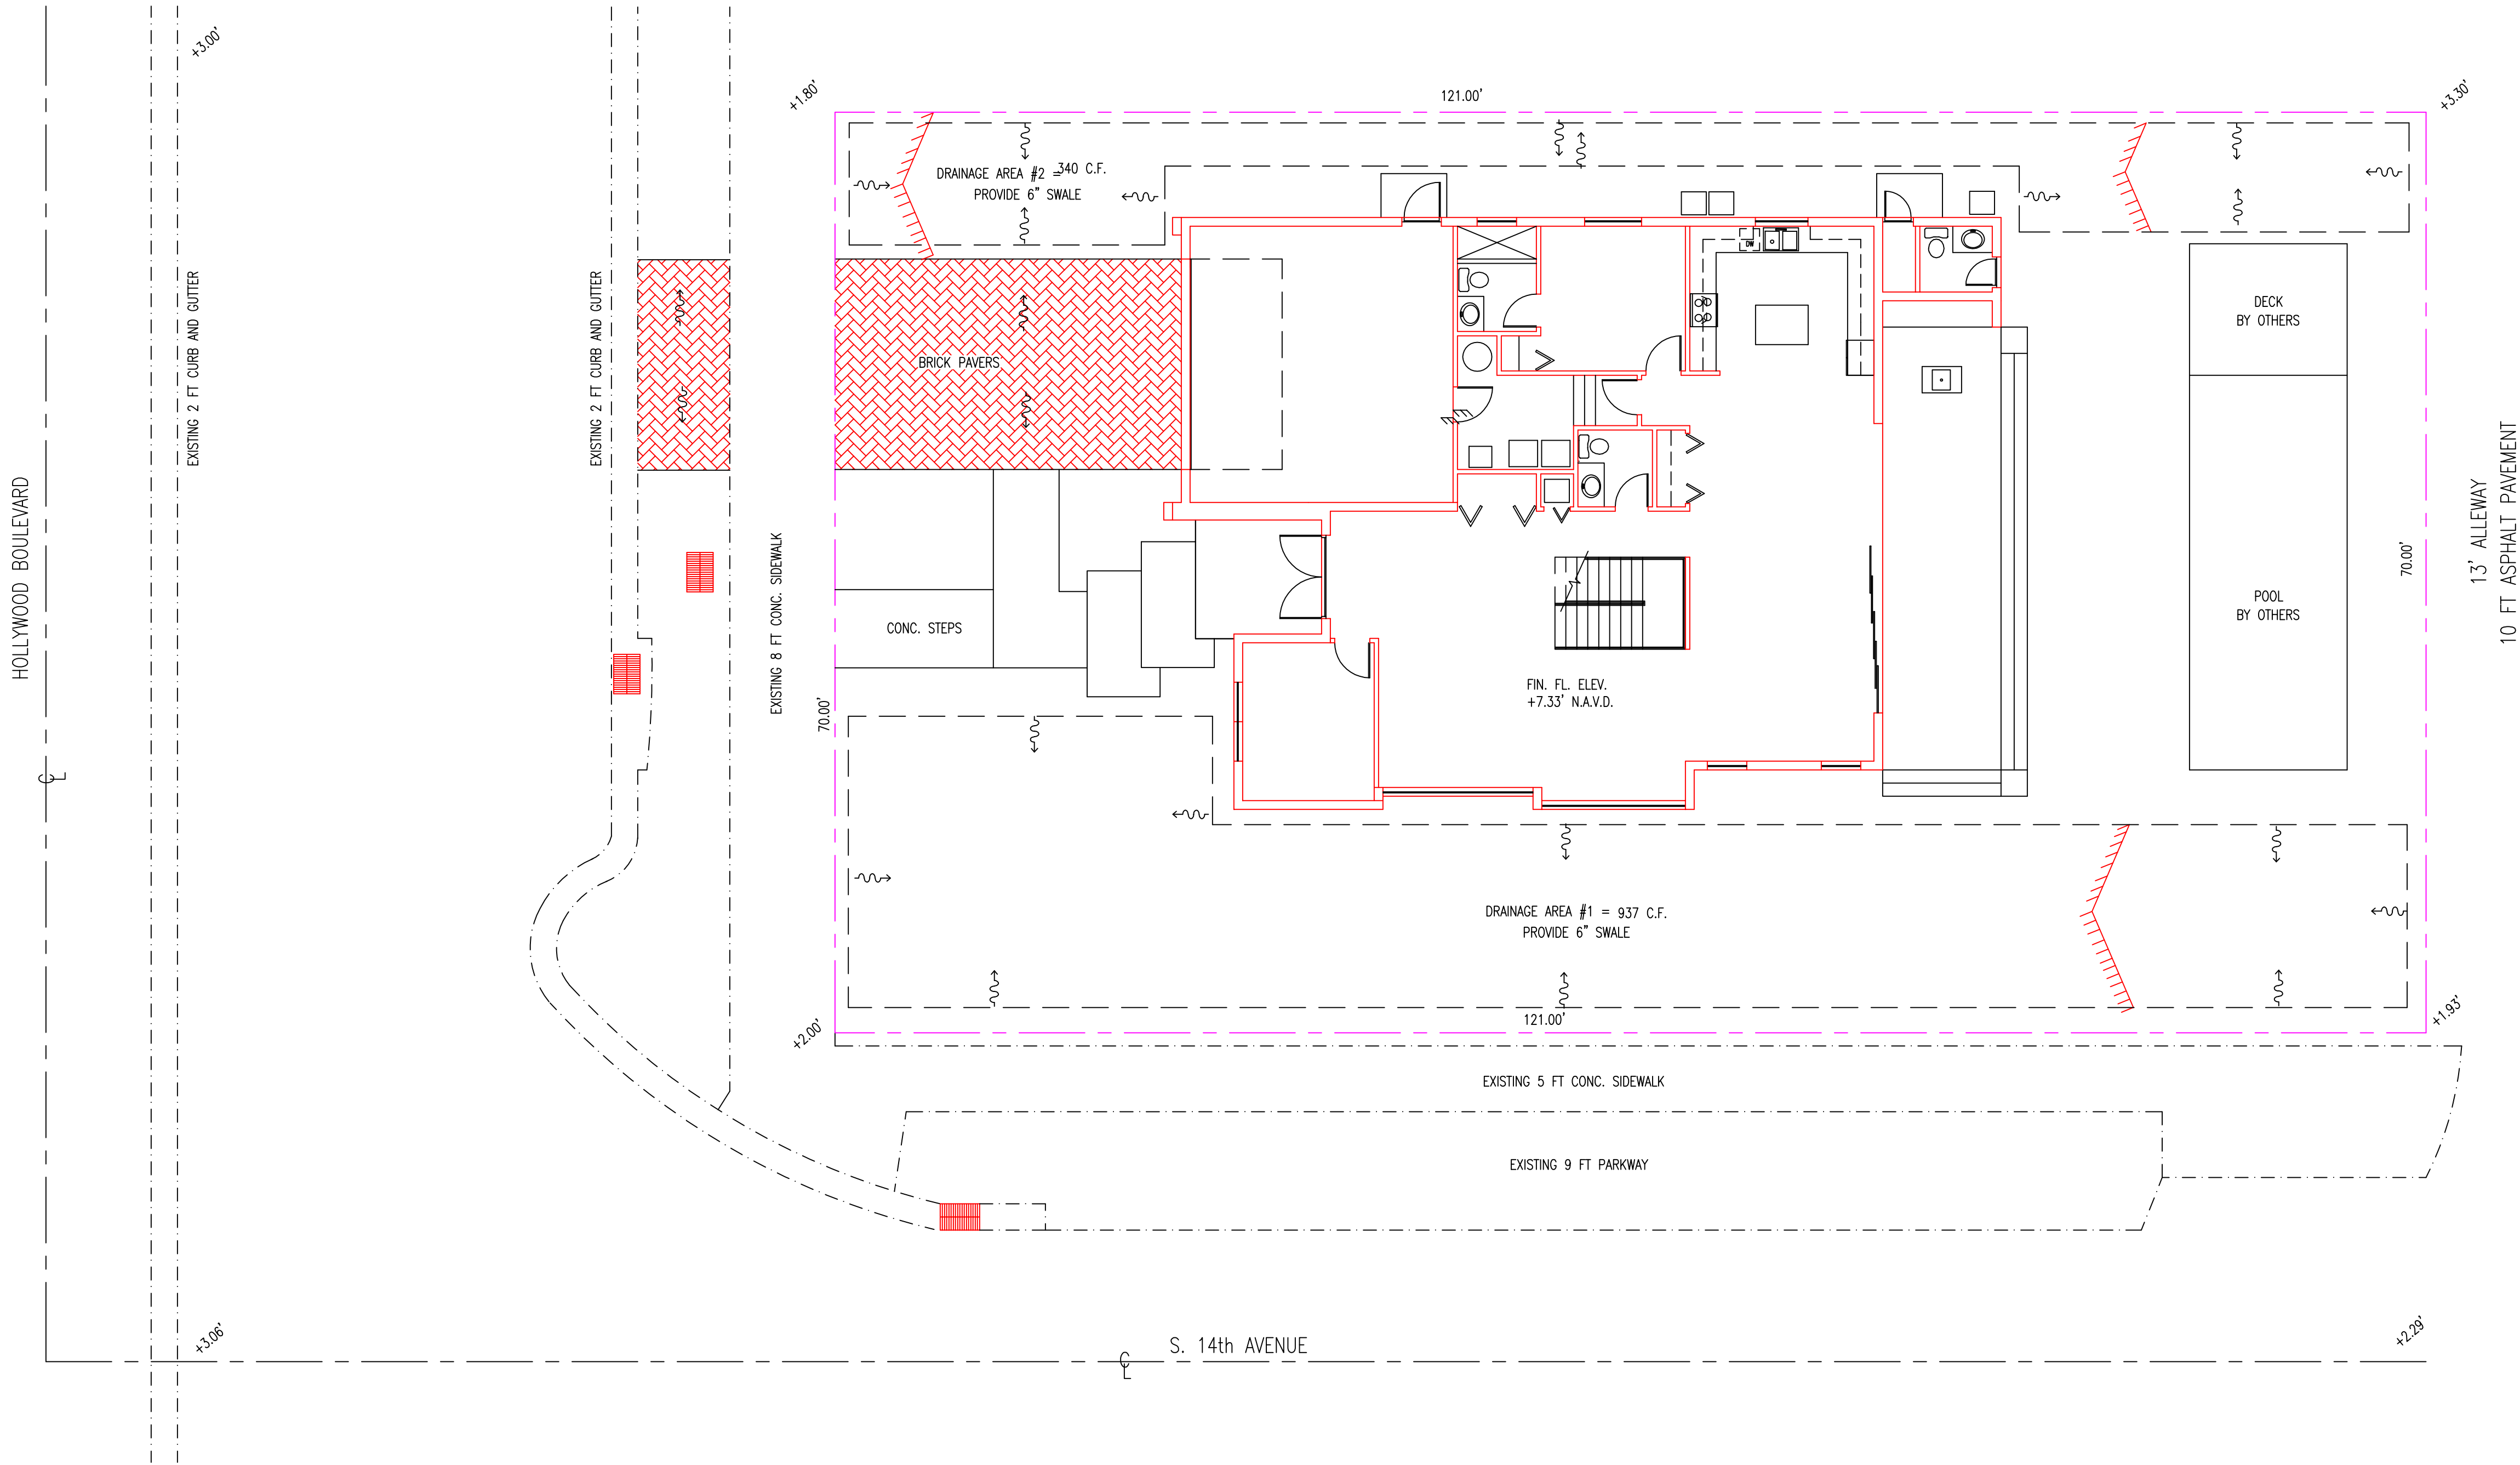 +3.00'
+1.80'
121.00'
+3.30'
DRAINAGE AREA #2 = 340 C.F.
PROVIDE 6" SWALE
DW
EXISTING 2 FT CURB AND GUTTER
EXISTING 2 FT CURB AND GUTTER
BRICK PAVERS
DECK
BY OTHERS
HOLLYWOOD BOULEVARD
EXISTING 8 FT CONC. SIDEWALK
CONC. STEPS
70.00'
FIN. FL. ELEV.
+7.33' N.A.V.D.
POOL
BY OTHERS
70.00'
13' ALLEWAY
10 FT ASPHALT PAVEMENT
CL
DRAINAGE AREA #1 = 937 C.F.
PROVIDE 6" SWALE
+2.00'
121.00'
+1.93'
EXISTING 5 FT CONC. SIDEWALK
EXISTING 9 FT PARKWAY
+3.06'
S. 14th AVENUE
CL
+2.29'